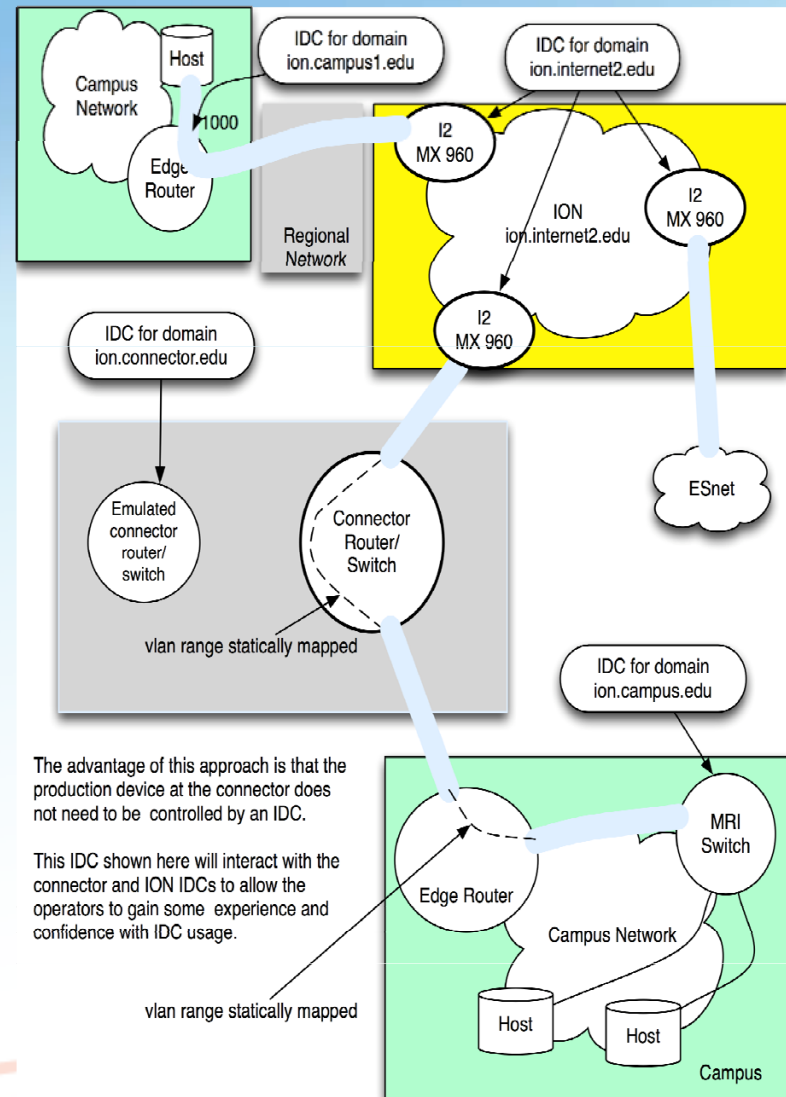 IDC for domain
ion.campus1.edu
IDC for domain
ion.internet2.edu
Host
Campus
Network
1000
Edge
Router
I2
MX 960
I2
MX 960
ION
ion.internet2.edu
Regional
Network
I2
MX 960
IDC for domain
ion.connector.edu
ESnet
Emulated
connector
router/
switch
Connector
Router/
Switch
vlan range statically mapped
IDC for domain
ion.campus.edu
The advantage of this approach is that the
production device at the connector does
not need to be controlled by an IDC.
This IDC shown here will interact with the
connector and ION IDCs to allow the
operators to gain some experience and
confidence with IDC usage.
MRI
Switch
Edge Router
Campus Network
vlan range statically mapped
Host
Host
Campus